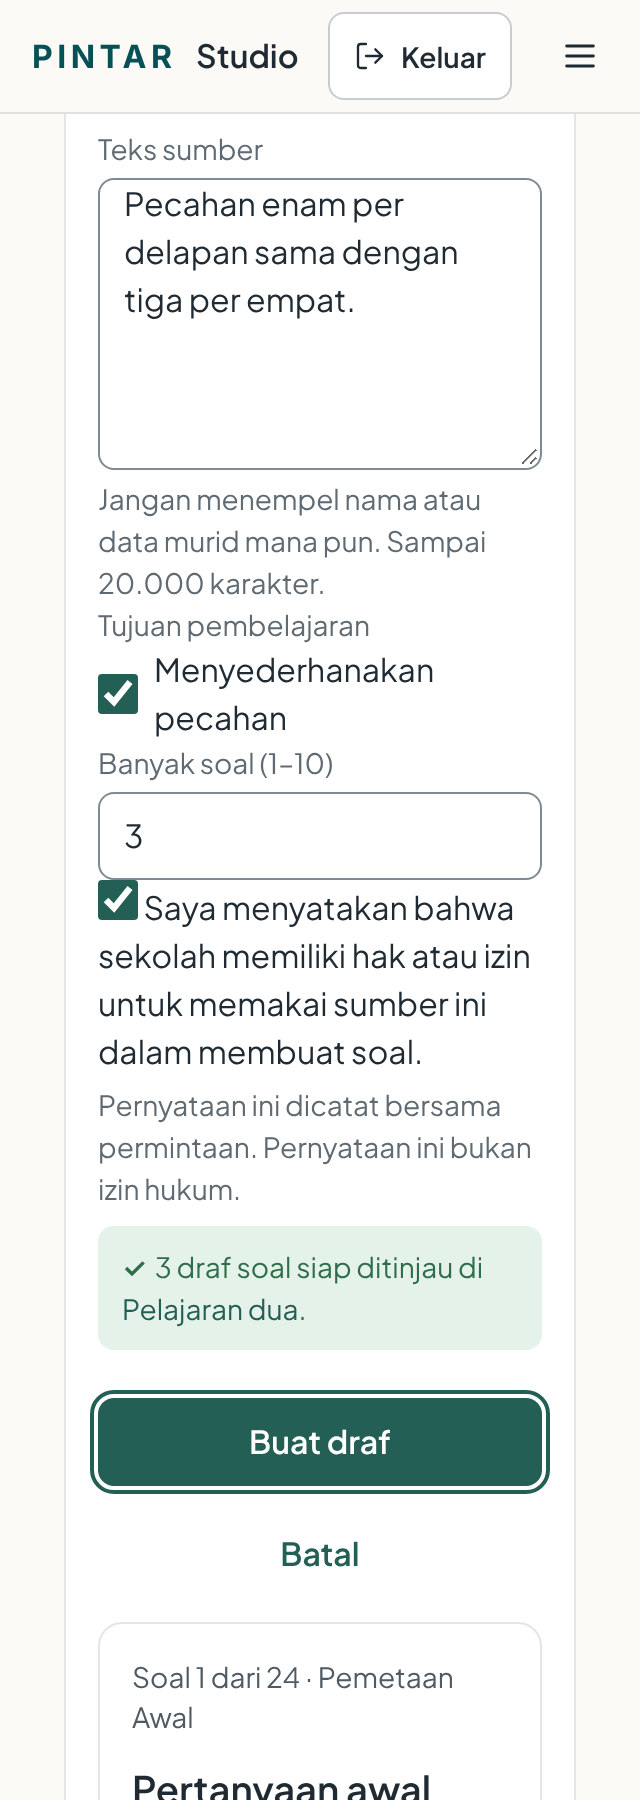 PINTAR Studio
Keluar
Teks sumber
Pecahan enam per
delapan sama dengan
tiga per empat.
Jangan menempel nama atau
data murid mana pun. Sampai
20.000 karakter.
Tujuan pembelajaran
Menyederhanakan
pecahan
Banyak soal (1–10)
3
Saya menyatakan bahwa
sekolah memiliki hak atau izin
untuk memakai sumber ini
dalam membuat soal.
Pernyataan ini dicatat bersama
permintaan. Pernyataan ini bukan
izin hukum.
3 draf soal siap ditinjau di
Pelajaran dua.
Buat draf
Batal
Soal 1 dari 24 · Pemetaan
Awal
Pertanyaan awal